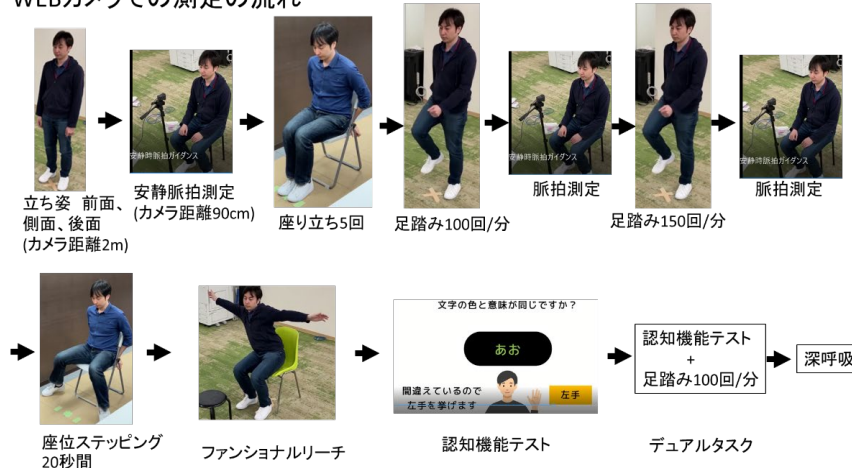 WEBカメラでの測定の流れ
安静時脈拍ガイダンス
安静時脈拍ガイダンス
安静時脈拍ガイダンス
立ち姿 前面、
側面、後面
(カメラ距離2m)
安静脈拍測定
(カメラ距離90cm)
座り立ち5回
足踏み100回/分
脈拍測定
足踏み150回/分
脈拍測定
文字の色と意味が同じですか？
あお
間違えているので
左手を挙げます
左手
認知機能テスト
+
足踏み100回/分
深呼吸
座位ステッピング
20秒間
ファンショナルリーチ
認知機能テスト
デュアルタスク